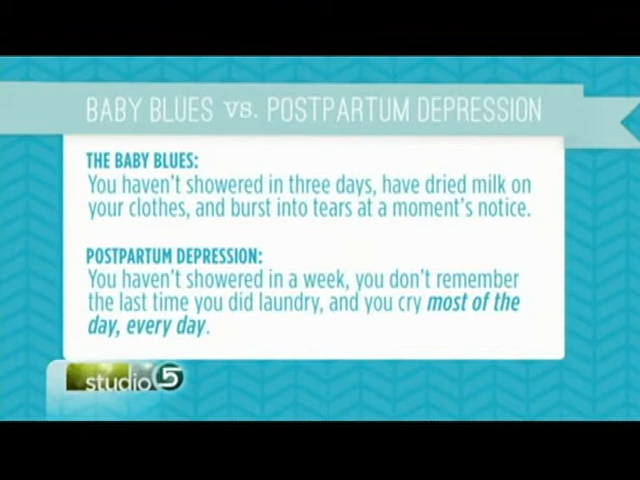 BABY BLUES vs. POSTPARTUM DEPRESSION
THE BABY BLUES:
You haven't showered in three days, have dried milk on
your clothes, and burst into tears at a moment's notice.
POSTPARTUM DEPRESSION:
You haven't showered in a week, you don't remember
the last time you did laundry, and you cry most of the
day, every day.
studio 5